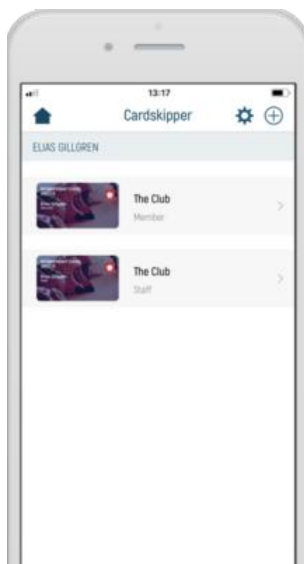 13:17
Cardskipper
ELIAS GILLGREN
The Club
Member
The Club
Staff